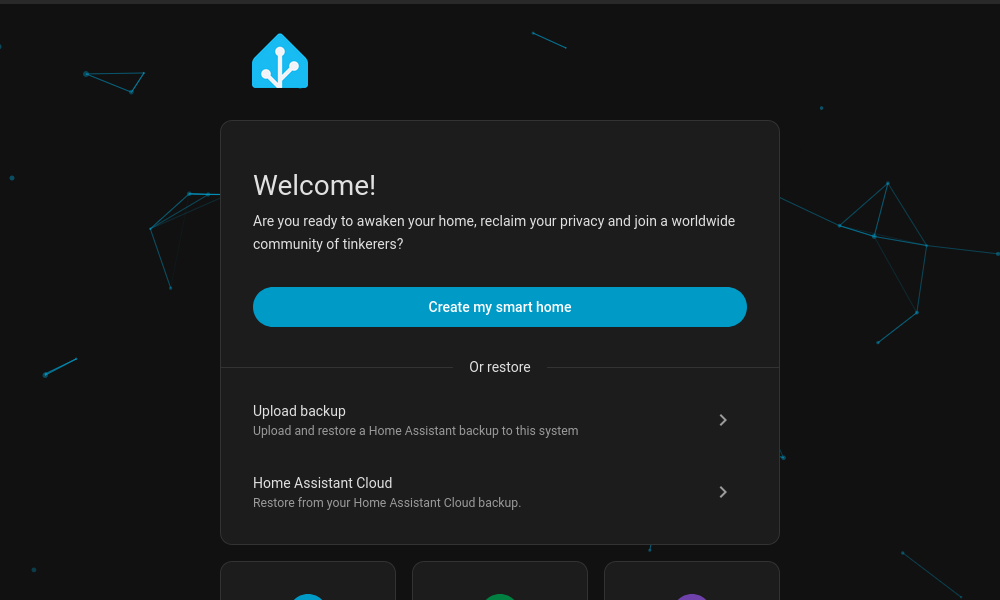 Welcome!
Are you ready to awaken your home, reclaim your privacy and join a worldwide
community of tinkerers?
Create my smart home
Or restore
Upload backup
Upload and restore a Home Assistant backup to this system
Home Assistant Cloud
Restore from your Home Assistant Cloud backup.